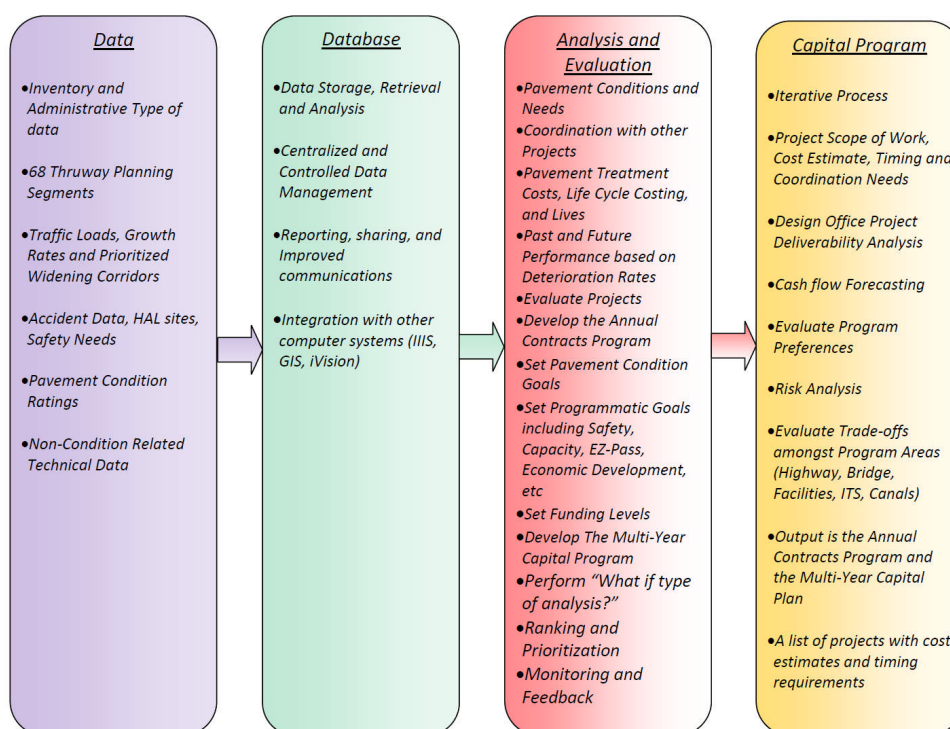 Data
•Inventory and
Administrative Type of
data
•68 Thruway Planning
Segments
•Traffic Loads, Growth
Rates and Prioritized
Widening Corridors
•Accident Data, HAL sites,
Safety Needs
•Pavement Condition
Ratings
•Non-Condition Related
Technical Data
Database
•Data Storage, Retrieval
and Analysis
•Centralized and
Controlled Data
Management
•Reporting, sharing, and
Improved
communications
•Integration with other
computer systems (IIIS,
GIS, iVision)
Analysis and
Evaluation
•Pavement Conditions and
Needs
•Coordination with other
Projects
•Pavement Treatment
Costs, Life Cycle Costing,
and Lives
•Past and Future
Performance based on
Deterioration Rates
•Evaluate Projects
•Develop the Annual
Contracts Program
•Set Pavement Condition
Goals
•Set Programmatic Goals
including Safety,
Capacity, EZ-Pass,
Economic Development,
etc
•Set Funding Levels
•Develop The Multi-Year
Capital Program
•Perform “What if type
of analysis?”
•Ranking and
Prioritization
•Monitoring and
Feedback
Capital Program
•Iterative Process
•Project Scope of Work,
Cost Estimate, Timing and
Coordination Needs
•Design Office Project
Deliverability Analysis
•Cash flow Forecasting
•Evaluate Program
Preferences
•Risk Analysis
•Evaluate Trade-offs
amongst Program Areas
(Highway, Bridge,
Facilities, ITS, Canals)
•Output is the Annual
Contracts Program and
the Multi-Year Capital
Plan
•A list of projects with cost
estimates and timing
requirements